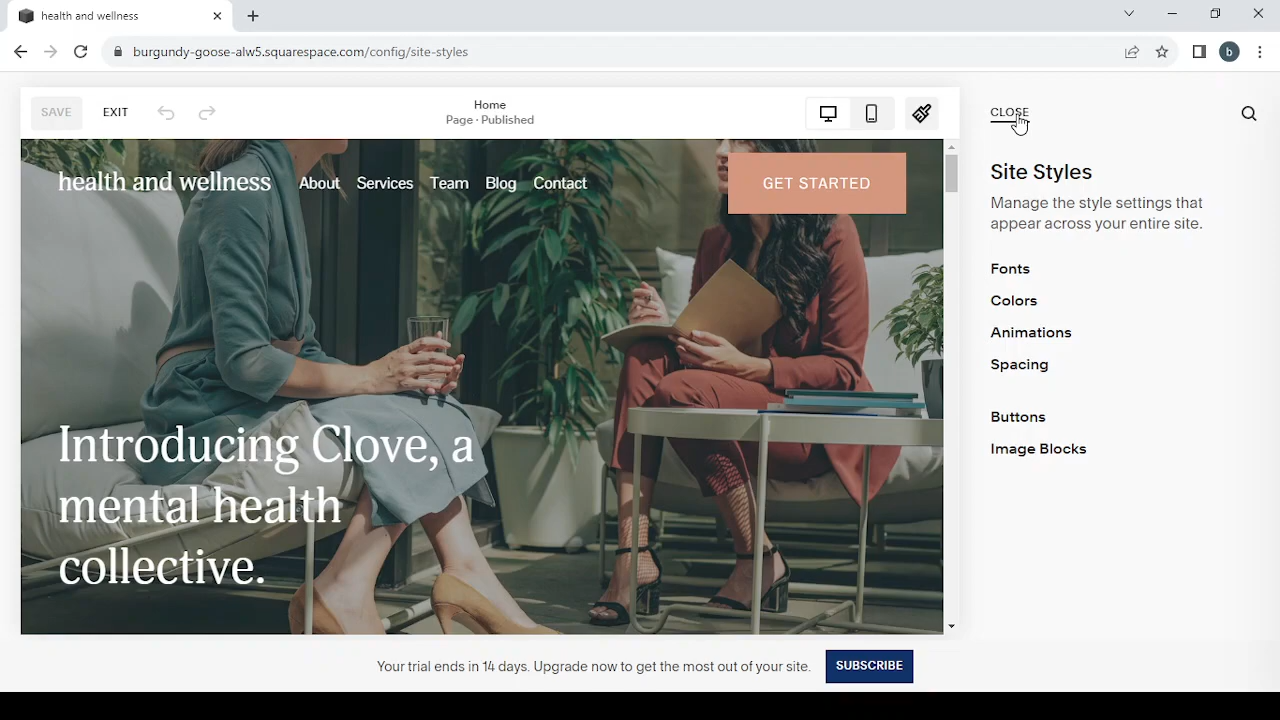 health and wellness
burgundy-goose-alw5.squarespace.com/config/site-styles
b
SAVE
EXIT
Home
Page · Published
CLOSE
health and wellness
About
Services
Team
Blog
Contact
GET STARTED
Introducing Clove, a
mental health
collective.
Site Styles
Manage the style settings that
appear across your entire site.
Fonts
Colors
Animations
Spacing
Buttons
Image Blocks
Your trial ends in 14 days. Upgrade now to get the most out of your site.
SUBSCRIBE